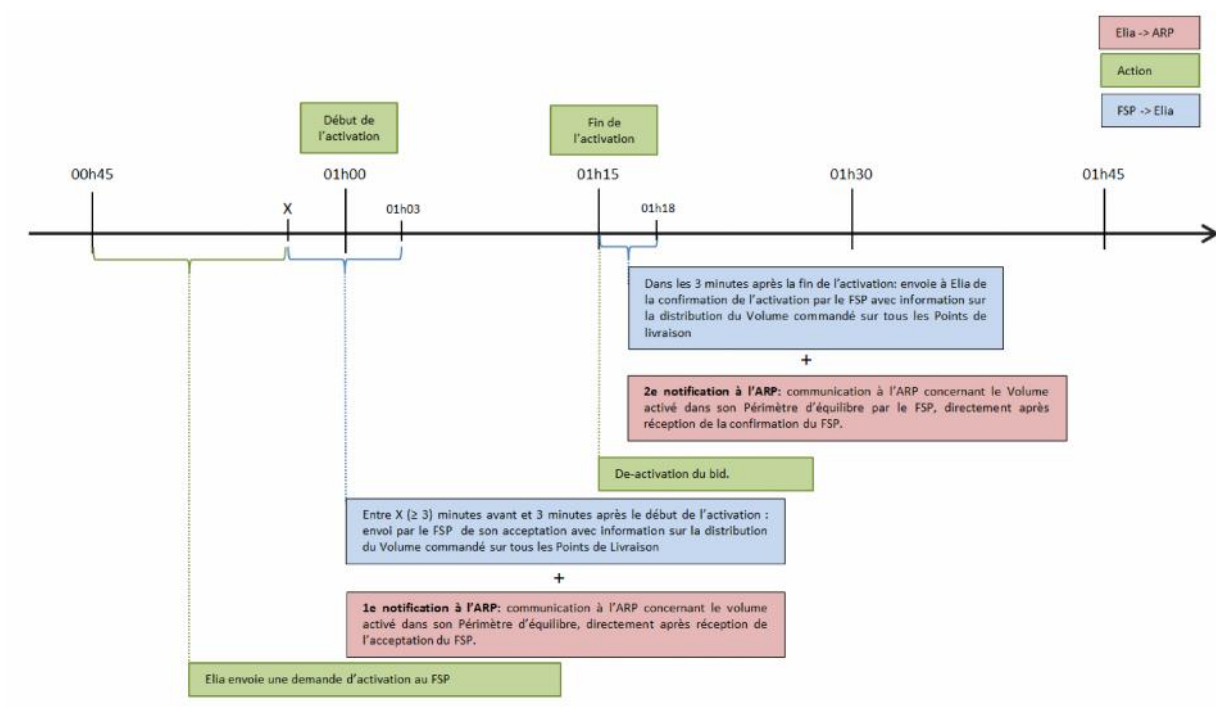 Elia -> ARP
Action
FSP -> Elia
Début de
l'activation
Fin de
l'activation
00h45
01h00
01h15
01h30
01h45
X
01h03
01h18
Dans les 3 minutes après la fin de l'activation: envoie à Elia de
la confirmation de l'activation par le FSP avec information sur
la distribution du Volume commandé sur tous les Points de
livraison
+
2e notification à l'ARP: communication à l'ARP concernant le Volume
activé dans son Périmètre d'équilibre par le FSP, directement après
réception de la confirmation du FSP.
De-activation du bid.
Entre X (≥ 3) minutes avant et 3 minutes après le début de l'activation :
envoi par le FSP de son acceptation avec information sur la distribution
du Volume commandé sur tous les Points de Livraison
+
1e notification à l'ARP: communication à l'ARP concernant le volume
activé dans son Périmètre d'équilibre, directement après réception de
l'acceptation du FSP.
Elia envoie une demande d'activation au FSP